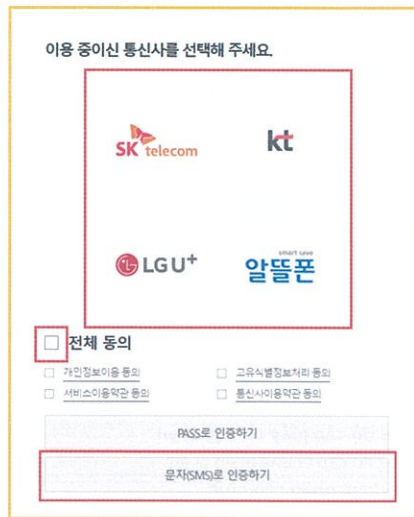 이용 중이신 통신사를 선택해 주세요.
SK telecom
kt
LG U+
smart save
알뜰폰
전체 동의
개인정보이용 동의
고유식별정보처리 동의
서비스이용약관 동의
통신사이용약관 동의
PASS로 인증하기
문자(SMS)로 인증하기